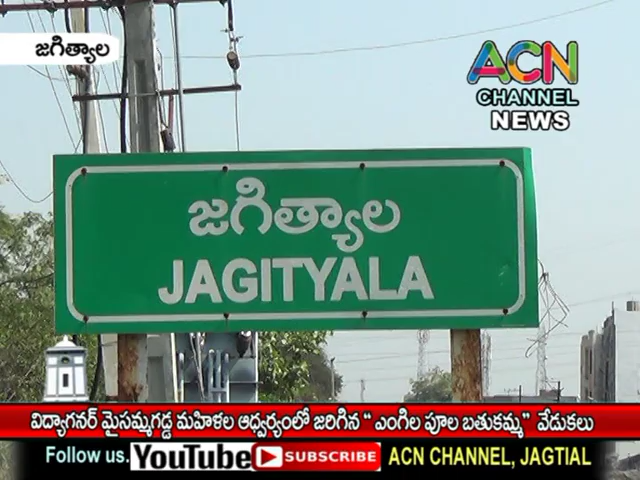 జగిత్యాల
ACN
CHANNEL
NEWS
జగిత్యాల
JAGITYALA
విద్యాగనర్ మైసమ్మగడ్డ మహిళల ఆధ్వర్యంలో జరిగిన “ ఎంగిల పూల బతుకమ్మ” వేడుకలు
Follow us. YouTube SUBSCRIBE ACN CHANNEL, JAGTIAL